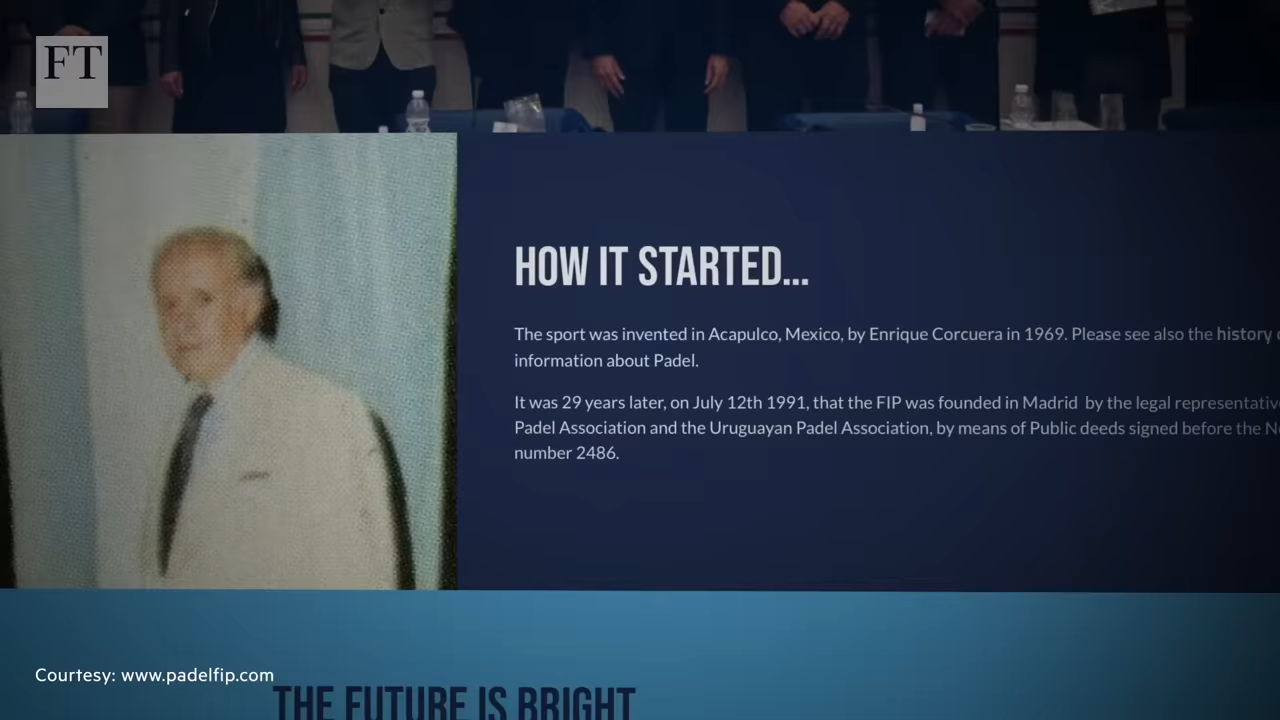 FT
HOW IT STARTED...
The sport was invented in Acapulco, Mexico, by Enrique Corcuera in 1969. Please see also the history
information about Padel.
It was 29 years later, on July 12th 1991, that the FIP was founded in Madrid by the legal
Padel Association and the Uruguayan Padel Association, by means of Public deeds signed before the
number 2486.
Courtesy: www.padelfip.com
THE FUTURE IS BRIGHT